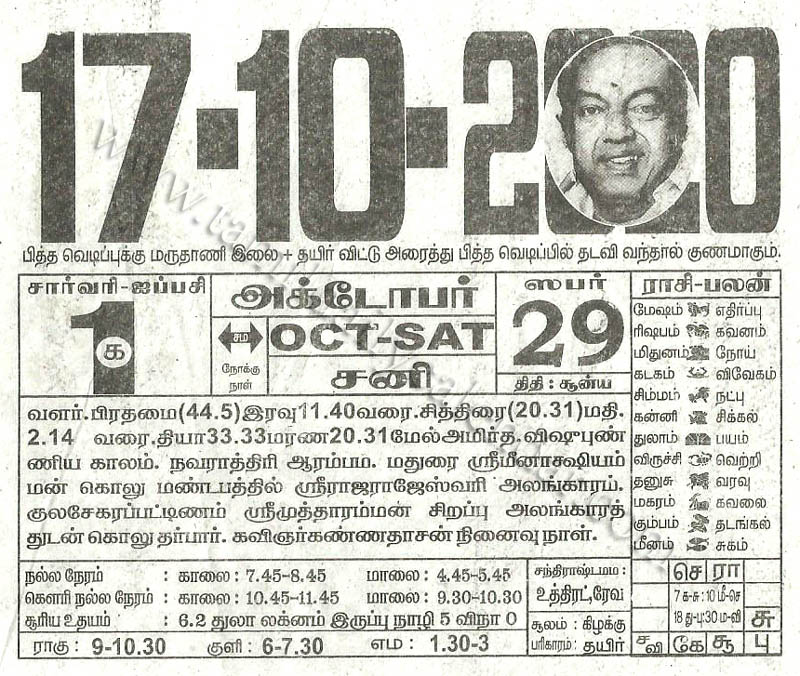 17-10-2020
பித்த வெடிப்புக்கு மருதாணி இலை + தயிர் விட்டு அரைத்து பித்த வெடிப்பில் தடவி வந்தால் குணமாகும்.
சார்வரி-ஐப்பசி
1
க
அக்டோபர்
சம
நோக்கு
நாள்
OCT-SAT
சனி
ஸபர்
29
திதி : சூன்ய
ராசி-பலன்
மேஷம் எதிர்ப்பு
ரிஷபம் கவனம்
மிதுனம் நோய்
கடகம் விவேகம்
சிம்மம் நட்பு
கன்னி சிக்கல்
துலாம் பயம்
விருச்சி வெற்றி
தனுசு வரவு
மகரம் கவலை
கும்பம் தடங்கல்
மீனம் சுகம்
வளர்.பிரதமை(44.5)இரவு11.40வரை.சித்திரை(20.31)மதி.
2.14 வரை.தியா33.33மரண20.31மேல்அமிர்த.விஷுபுண்
ணிய காலம். நவராத்திரி ஆரம்பம். மதுரை ஸ்ரீமீனாக்ஷியம்
மன் கொலு மண்டபத்தில் ஸ்ரீராஜராஜேஸ்வரி அலங்காரம்.
குலசேகரப்பட்டிணம் ஸ்ரீமுத்தாரம்மன் சிறப்பு அலங்காரத்
துடன் கொலு தர்பார். கவிஞர்கண்ணதாசன் நினைவு நாள்.
நல்ல நேரம் : காலை : 7.45-8.45 மாலை : 4.45-5.45
கௌரி நல்ல நேரம் : காலை : 10.45-11.45 மாலை : 9.30-10.30
சூரிய உதயம் : 6.2 துலா லக்னம் இருப்பு நாழி 5 விநா 0
ராகு : 9-10.30 குளி : 6-7.30 எம : 1.30-3
சந்திராஷ்டமம :
உத்திரட்,ரேவ
சூலம் : கிழக்கு
பரிகாரம் : தயிர்
செ ரா
7 க-சு : 10 மீ-செ
18 து-பு : 30 ம-வி
சு
ச வி கே சூ பு